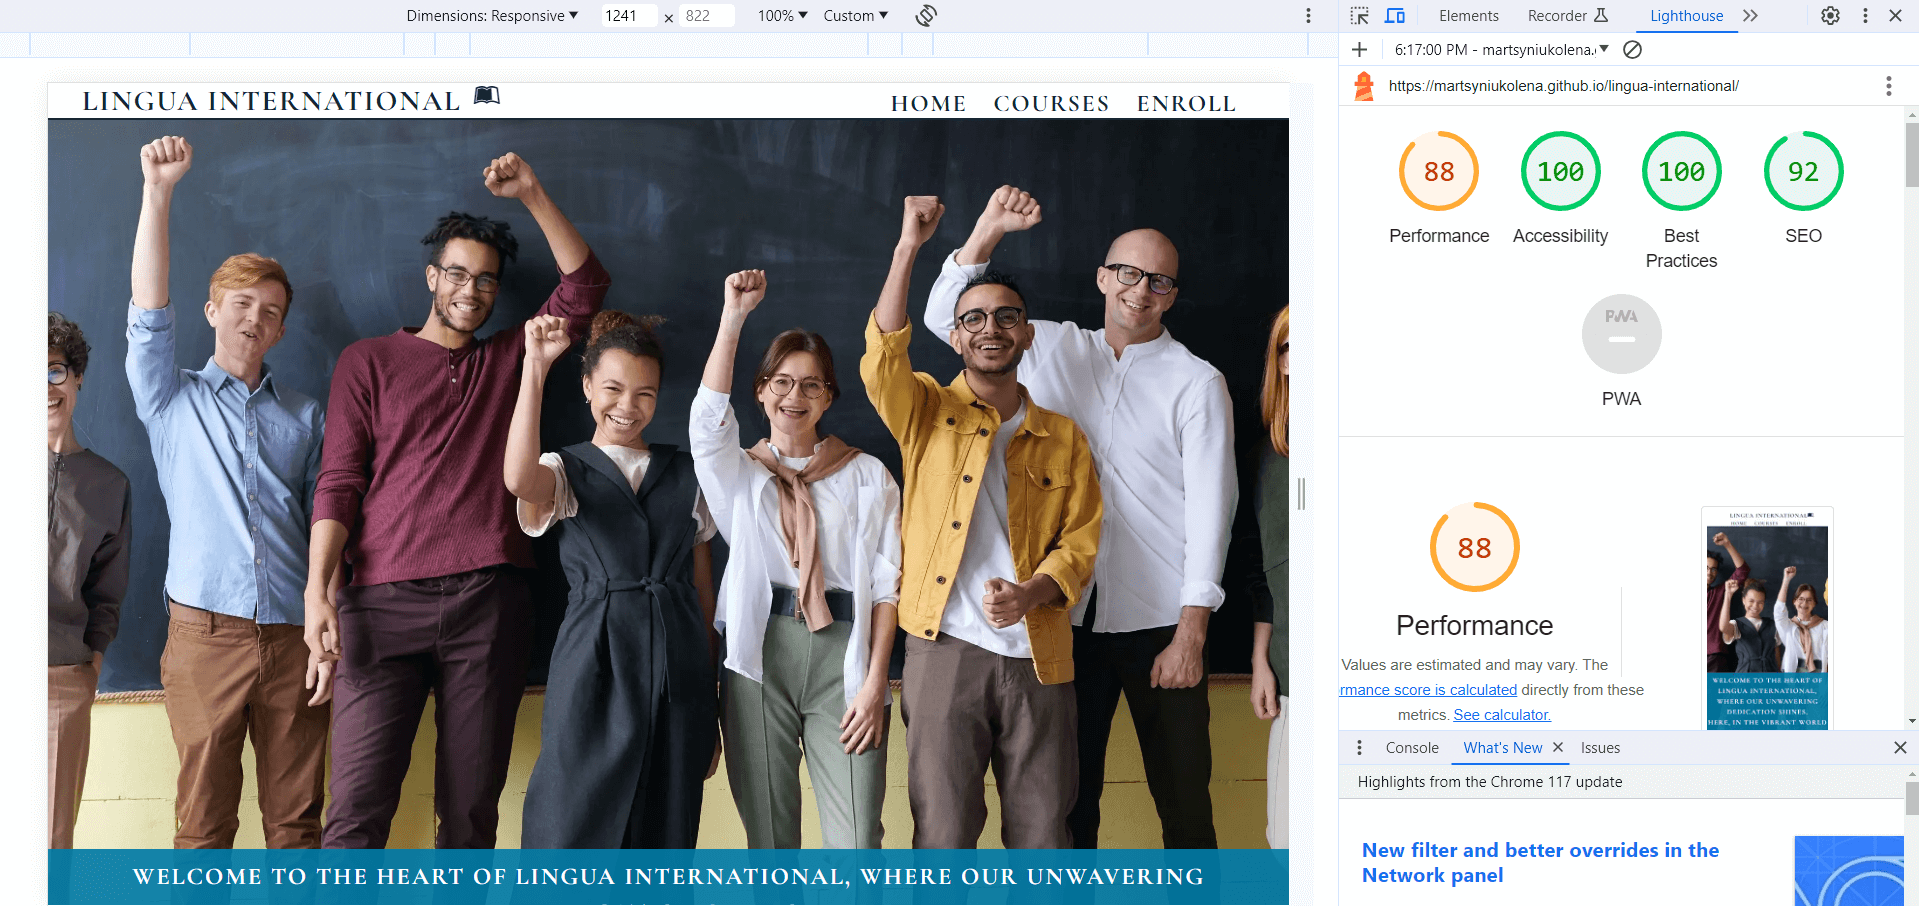 Dimensions: Responsive ▼ 1241 × 822 100% ▼ Custom ▼
LINGUA INTERNATIONAL
HOME COURSES ENROLL
WELCOME TO THE HEART OF LINGUA INTERNATIONAL, WHERE OUR UNWAVERING
Elements Recorder Lighthouse
6:17:00 PM - martsyniukolena.
https://martsyniukolena.github.io/lingua-international/
88 100 100 92
Performance Accessibility Best Practices SEO
PWA
PWA
88
Performance
Values are estimated and may vary. The
rmance score is calculated directly from these
metrics. See calculator.
LINGUA INTERNATIONAL
HOME COURSES ENROLL
WELCOME TO THE HEART OF
LINGUA INTERNATIONAL,
WHERE OUR UNWAVERING
DEDICATION SHINES.
HERE, IN THE VIBRANT WORLD
Console What's New Issues
Highlights from the Chrome 117 update
New filter and better overrides in the
Network panel